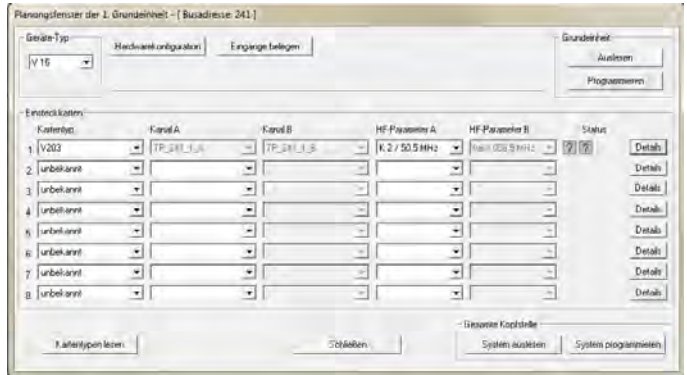 Planungsfenster der 1. Grundeinheit - [ Busadresse: 241 ]
Geräte-Typ
V 16
Hardwarekonfiguration
Eingänge belegen
Grundeinheit
Auslesen
Programmieren
Einsteckkarten
Kartentyp Kanal A Kanal B HF-Parameter A HF-Parameter B Status
1 V203 TP_241_1_A TP_241_1_B K 2 / 50.5 MHz ? ? Details
2 unbekannt Details
3 unbekannt Details
4 unbekannt Details
5 unbekannt Details
6 unbekannt Details
7 unbekannt Details
8 unbekannt Details
Kartentypen lesen
Schließen
Gesamte Kopfstelle
System auslesen
System programmieren